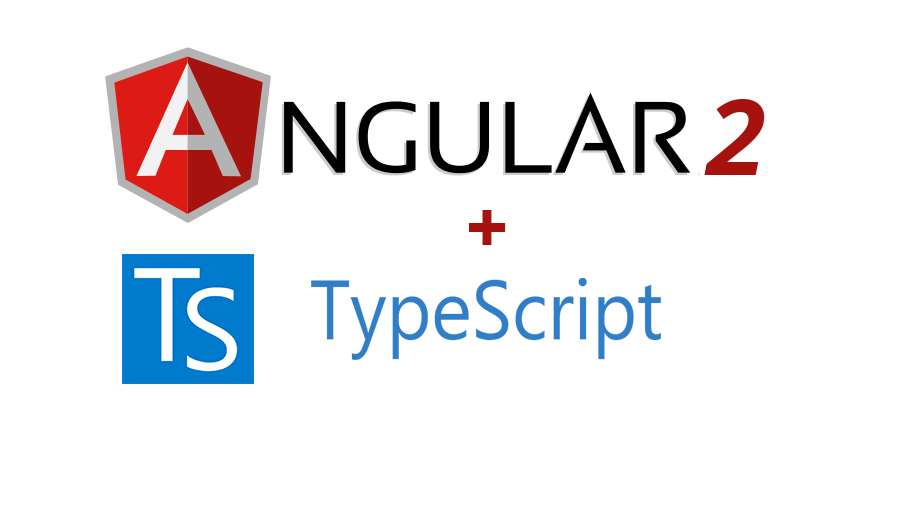 ANGULAR 2
+
TS TypeScript